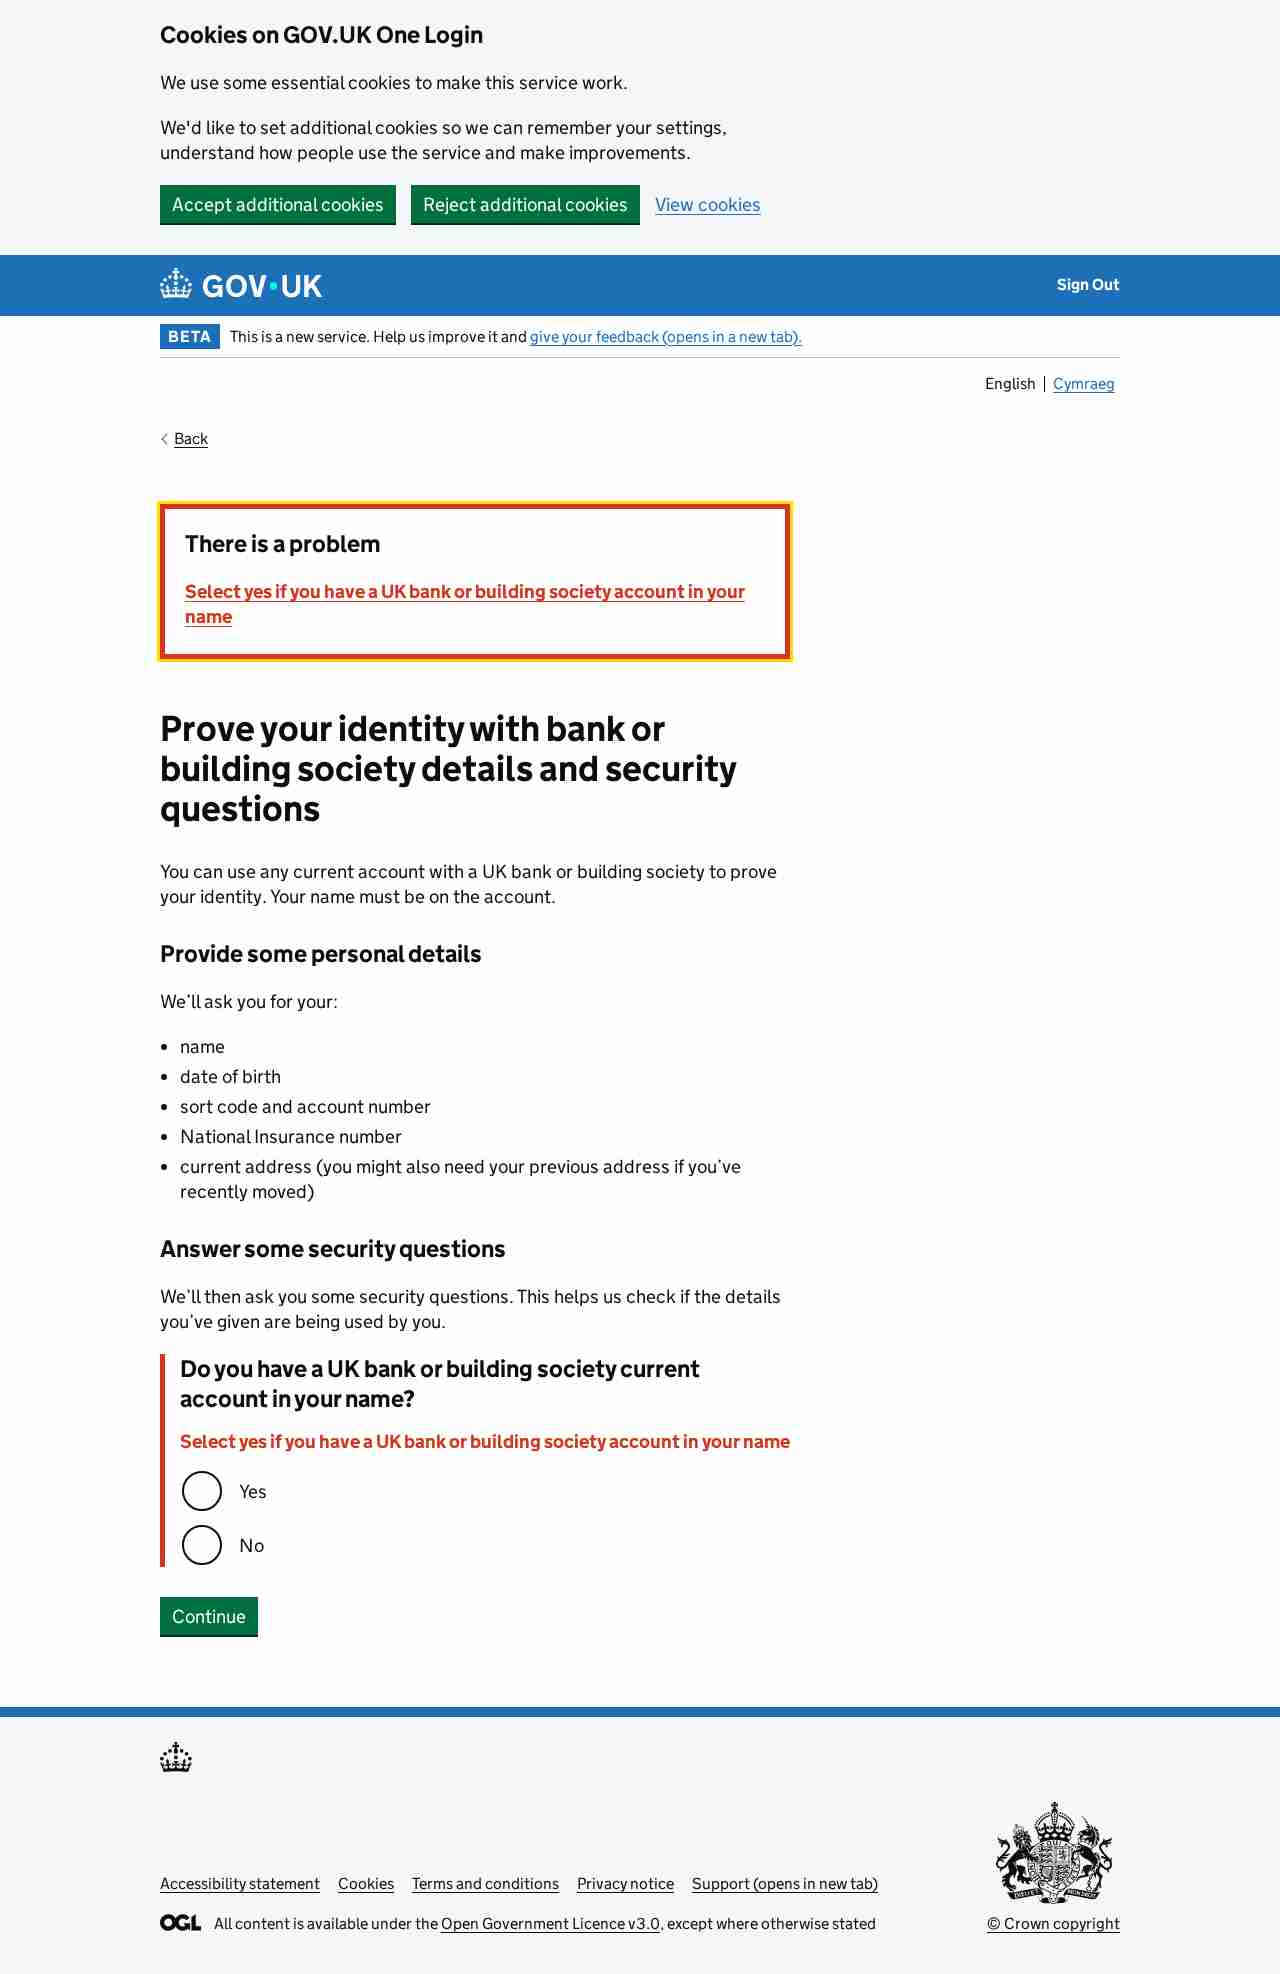 Cookies on GOV.UK One Login
We use some essential cookies to make this service work.
We'd like to set additional cookies so we can remember your settings,
understand how people use the service and make improvements.
Accept additional cookies Reject additional cookies View cookies
GOV·UK Sign Out
BETA This is a new service. Help us improve it and give your feedback (opens in a new tab).
English Cymraeg
Back
There is a problem
Select yes if you have a UK bank or building society account in your
name
Prove your identity with bank or
building society details and security
questions
You can use any current account with a UK bank or building society to prove
your identity. Your name must be on the account.
Provide some personal details
We’ll ask you for your:
• name
• date of birth
• sort code and account number
• National Insurance number
• current address (you might also need your previous address if you’ve
recently moved)
Answer some security questions
We’ll then ask you some security questions. This helps us check if the details
you’ve given are being used by you.
Do you have a UK bank or building society current
account in your name?
Select yes if you have a UK bank or building society account in your name
Yes
No
Continue
Accessibility statement Cookies Terms and conditions Privacy notice Support (opens in new tab)
OGL All content is available under the Open Government Licence v3.0, except where otherwise stated
© Crown copyright